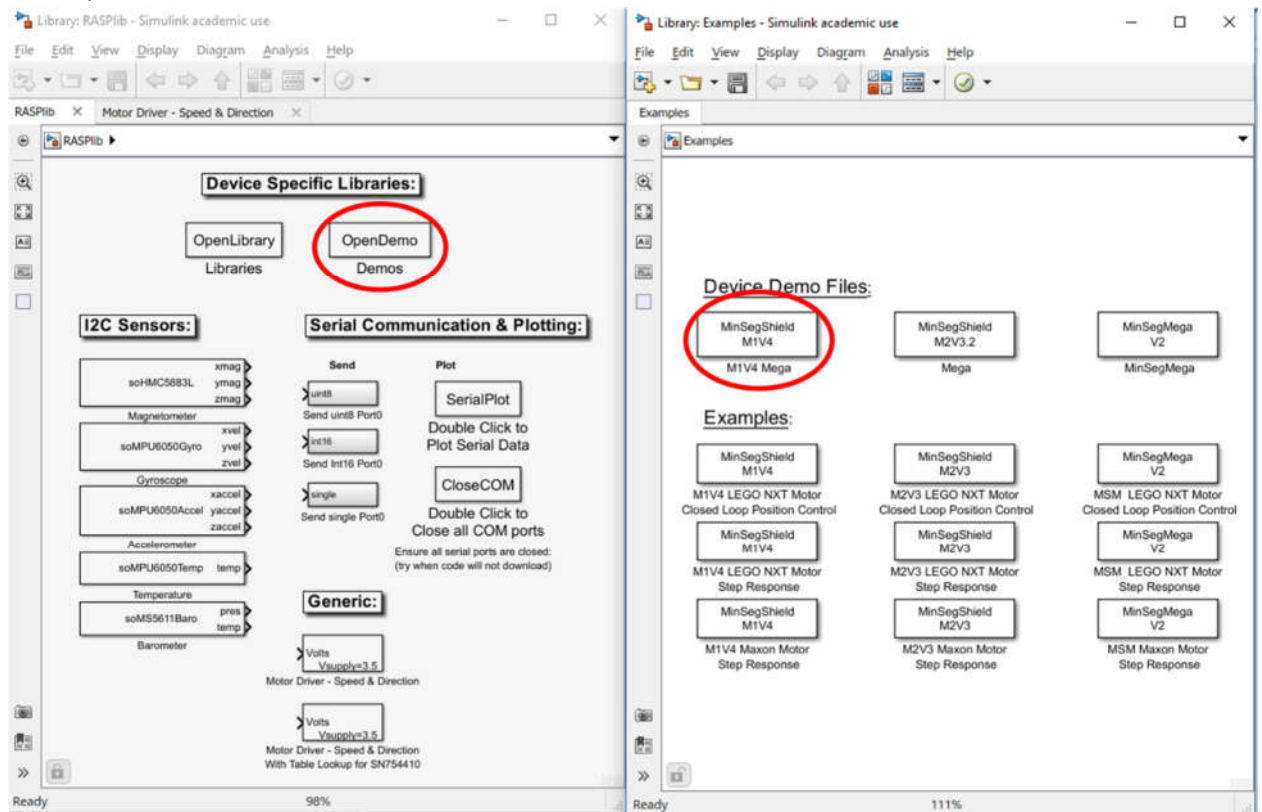 Library: RASPlib - Simulink academic use
File Edit View Display Diagram Analysis Help
RASPlib Motor Driver - Speed & Direction
RASPlib
Device Specific Libraries:
OpenLibrary
Libraries
OpenDemo
Demos
I2C Sensors:
soHMC5883L
xmag
ymag
zmag
Magnetometer
soMPU6050Gyro
xvel
yvel
zvel
Gyroscope
soMPU6050Accel
xaccel
yaccel
zaccel
Accelerometer
soMPU6050Temp temp
Temperature
soMS5611Baro
pres
temp
Barometer
Serial Communication & Plotting:
Send
uint8
Send uint8 Port0
int16
Send Int16 Port0
single
Send single Port0
Plot
SerialPlot
Double Click to
Plot Serial Data
CloseCOM
Double Click to
Close all COM ports
Ensure all serial ports are closed:
(try when code will not download)
Generic:
Volts
Vsupply=3.5
Motor Driver - Speed & Direction
Volts
Vsupply=3.5
Motor Driver - Speed & Direction
With Table Lookup for SN754410
Ready 98%
Library: Examples - Simulink academic use
File Edit View Display Diagram Analysis Help
Examples
Examples
Device Demo Files:
MinSegShield
M1V4
M1V4 Mega
MinSegShield
M2V3.2
Mega
MinSegMega
V2
MinSegMega
Examples:
MinSegShield
M1V4
M1V4 LEGO NXT Motor
Closed Loop Position Control
MinSegShield
M2V3
M2V3 LEGO NXT Motor
Closed Loop Position Control
MinSegMega
V2
MSM LEGO NXT Motor
Closed Loop Position Control
MinSegShield
M1V4
M1V4 LEGO NXT Motor
Step Response
MinSegShield
M2V3
M2V3 LEGO NXT Motor
Step Response
MinSegMega
V2
MSM LEGO NXT Motor
Step Response
MinSegShield
M1V4
M1V4 Maxon Motor
Step Response
MinSegShield
M2V3
M2V3 Maxon Motor
Step Response
MinSegMega
V2
MSM Maxon Motor
Step Response
Ready 111%